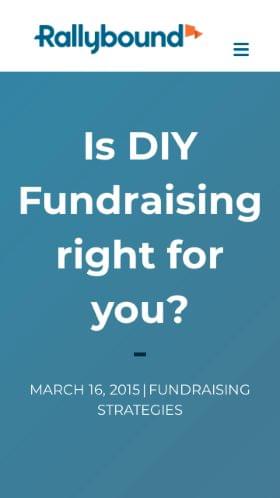 Rallybound
Is DIY
Fundraising
right for
you?
MARCH 16, 2015|FUNDRAISING
STRATEGIES